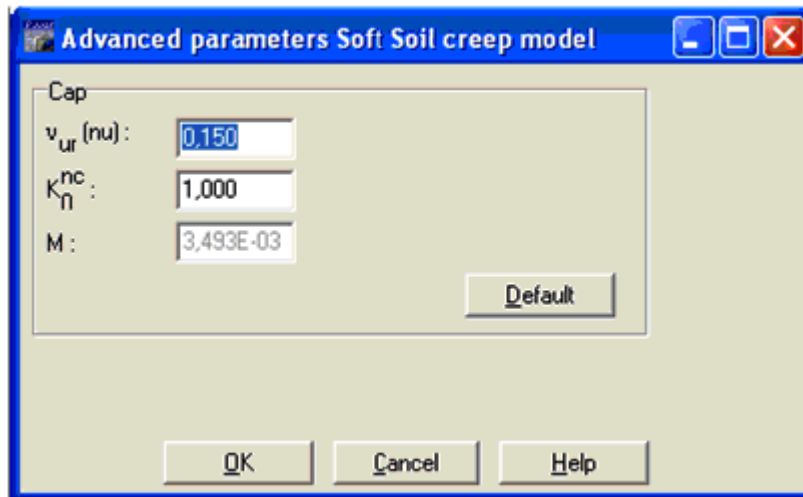 Advanced parameters Soft Soil creep model
Cap
νur (nu) : 0,150
K0nc : 1,000
M : 3,493E-03
Default
OK Cancel Help